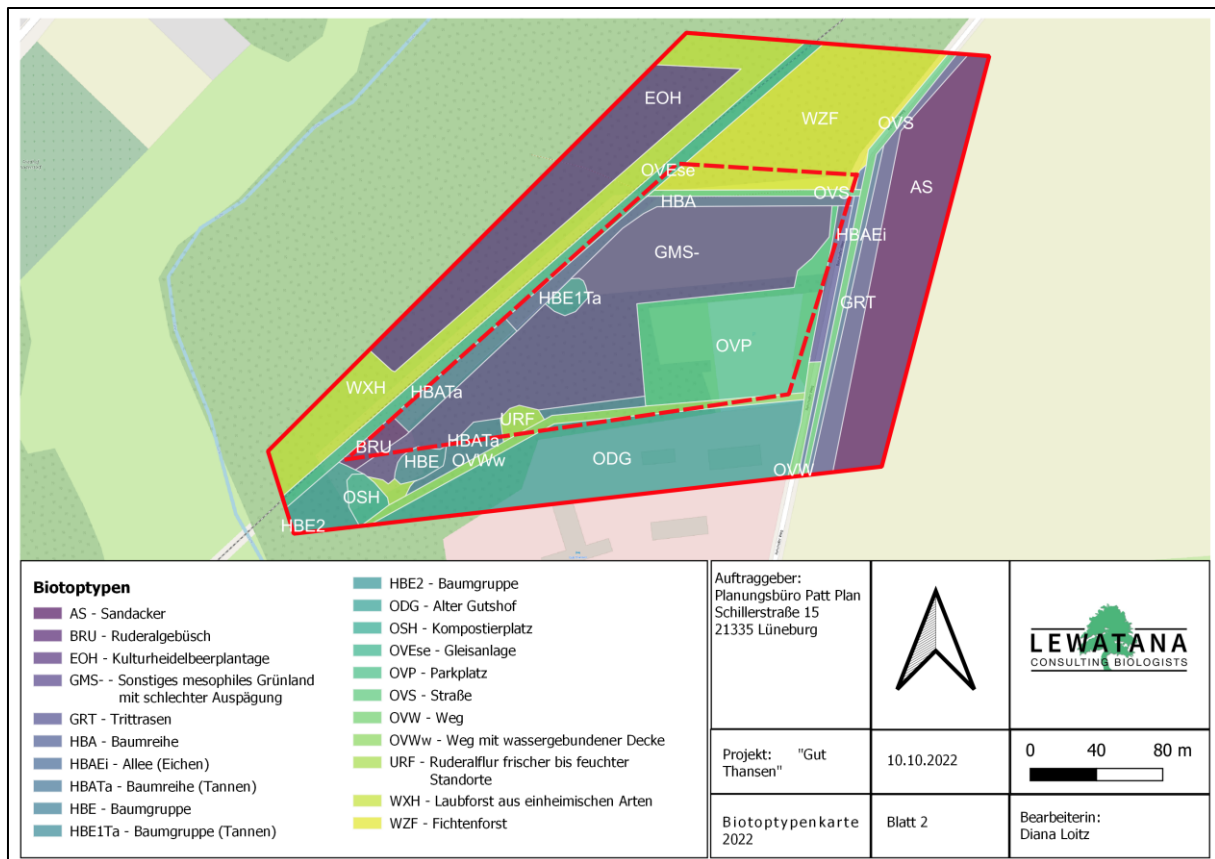 EOH
WZF
OVS
OVEse
AS
OVS
HBA
HBAEi
GMS-
HBE1Ta
GRT
OVP
WXH
HBATa
URF
BRU
HBATa
HBE
OVWw
ODG
OVW
OSH
HBE2
Biotoptypen
AS - Sandacker
BRU - Ruderalgebüsch
EOH - Kulturheidelbeerplantage
GMS- - Sonstiges mesophiles Grünland
mit schlechter Auspägung
GRT - Trittrasen
HBA - Baumreihe
HBAEi - Allee (Eichen)
HBATa - Baumreihe (Tannen)
HBE - Baumgruppe
HBE1Ta - Baumgruppe (Tannen)
HBE2 - Baumgruppe
ODG - Alter Gutshof
OSH - Kompostierplatz
OVEse - Gleisanlage
OVP - Parkplatz
OVS - Straße
OVW - Weg
OVWw - Weg mit wassergebundener Decke
URF - Ruderalflur frischer bis feuchter
Standorte
WXH - Laubforst aus einheimischen Arten
WZF - Fichtenforst
Auftraggeber:
Planungsbüro Patt Plan
Schillerstraße 15
21335 Lüneburg
LEWATANA
CONSULTING BIOLOGISTS
Projekt: "Gut
Thansen"
10.10.2022
0 40 80 m
Biotoptypenkarte
2022
Blatt 2
Bearbeiterin:
Diana Loitz